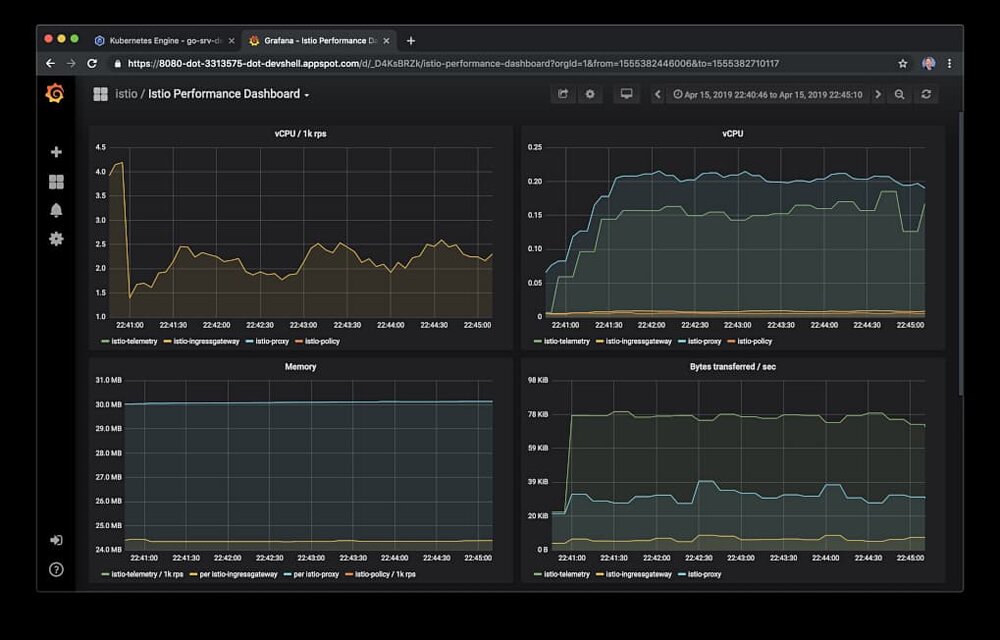 Kubernetes Engine - go-srv-d
Grafana - Istio Performance D
https://8080-dot-3313575-dot-devshell.appspot.com/d/_D4KsBRZk/istio-performance-dashboard?orgId=1&from=1555382446006&to=1555382710117
istio / Istio Performance Dashboard
Apr 15, 2019 22:40:46 to Apr 15, 2019 22:45:10
vCPU / 1k rps
4.5
4.0
3.5
3.0
2.5
2.0
1.5
1.0
22:41:00 22:41:30 22:42:00 22:42:30 22:43:00 22:43:30 22:44:00 22:44:30 22:45:00
istio-telemetry istio-ingressgateway istio-proxy istio-policy
vCPU
0.25
0.20
0.15
0.10
0.05
0
22:41:00 22:41:30 22:42:00 22:42:30 22:43:00 22:43:30 22:44:00 22:44:30 22:45:00
istio-telemetry istio-ingressgateway istio-proxy istio-policy
Memory
31.0 MB
30.0 MB
29.0 MB
28.0 MB
27.0 MB
26.0 MB
25.0 MB
24.0 MB
22:41:00 22:41:30 22:42:00 22:42:30 22:43:00 22:43:30 22:44:00 22:44:30 22:45:00
istio-telemetry / 1k rps per istio-ingressgateway per istio-proxy istio-policy / 1k rps
Bytes transferred / sec
98 KiB
78 KiB
59 KiB
39 KiB
20 KiB
0 B
22:41:00 22:41:30 22:42:00 22:42:30 22:43:00 22:43:30 22:44:00 22:44:30 22:45:00
istio-telemetry istio-ingressgateway istio-proxy